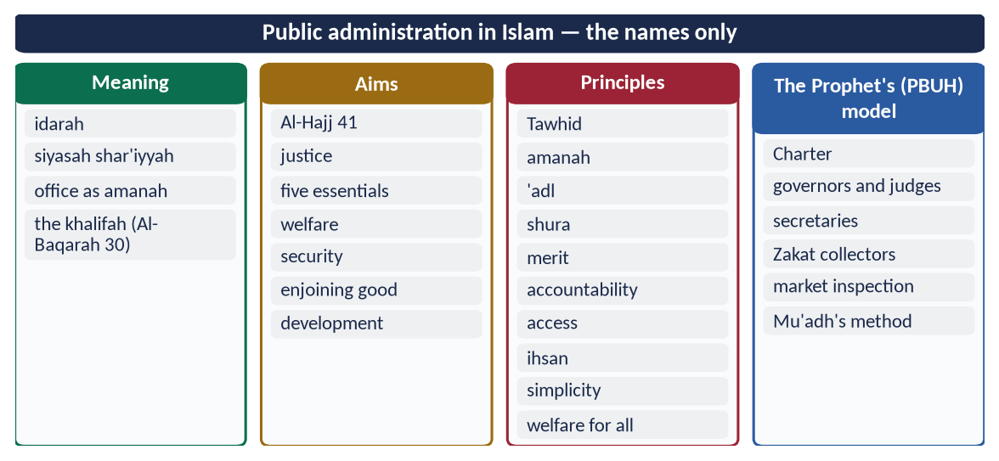 Public administration in Islam — the names only
Meaning
idarah
siyasah shar'iyyah
office as amanah
the khalifah (Al-
Baqarah 30)
Aims
Al-Hajj 41
justice
five essentials
welfare
security
enjoining good
development
Principles
Tawhid
amanah
'adl
shura
merit
accountability
access
ihsan
simplicity
welfare for all
The Prophet's (PBUH)
model
Charter
governors and judges
secretaries
Zakat collectors
market inspection
Mu'adh's method